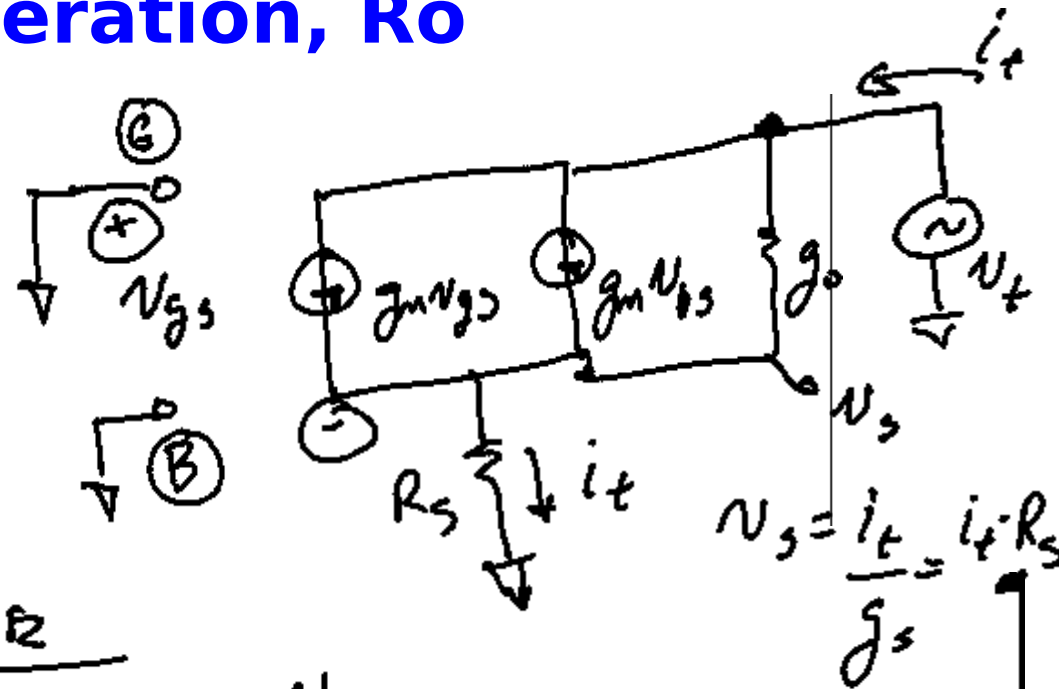 eration, Ro
i_t
G
+
v_gs
g_m v_gs
g_m v_bs
g_o
v_t
-
v_s
B
R_s
i_t
v_s = i_t / g_s = i_t · R_s